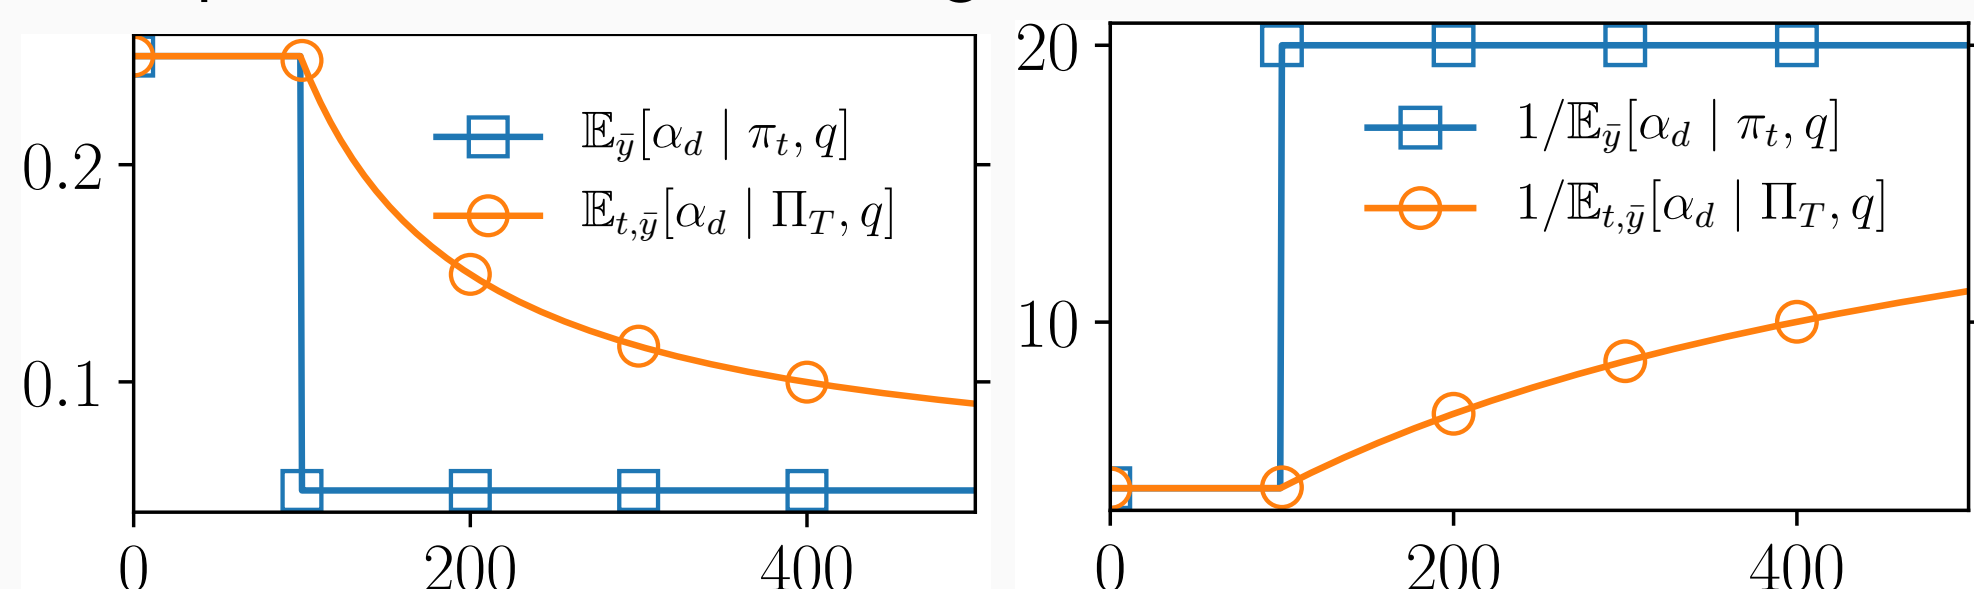 0.2
0.1
𝔼_ȳ[α_d | π_t, q]
𝔼_{t,ȳ}[α_d | Π_T, q]
0 200 400
20
10
1/𝔼_ȳ[α_d | π_t, q]
1/𝔼_{t,ȳ}[α_d | Π_T, q]
0 200 400